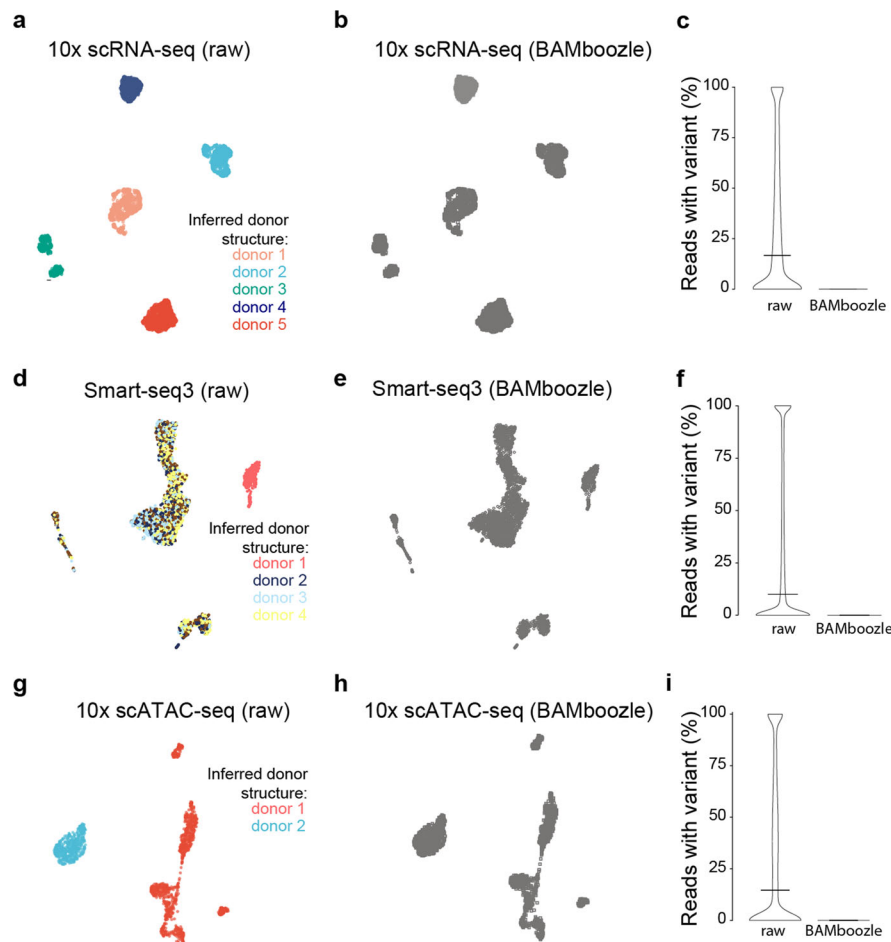 a
10x scRNA-seq (raw)
Inferred donor
structure:
donor 1
donor 2
donor 3
donor 4
donor 5
b
10x scRNA-seq (BAMboozle)
c
Reads with variant (%)
100
75
50
25
0
raw
BAMboozle
d
Smart-seq3 (raw)
Inferred donor
structure:
donor 1
donor 2
donor 3
donor 4
e
Smart-seq3 (BAMboozle)
f
Reads with variant (%)
100
75
50
25
0
raw
BAMboozle
g
10x scATAC-seq (raw)
Inferred donor
structure:
donor 1
donor 2
h
10x scATAC-seq (BAMboozle)
i
Reads with variant (%)
100
75
50
25
0
raw
BAMboozle